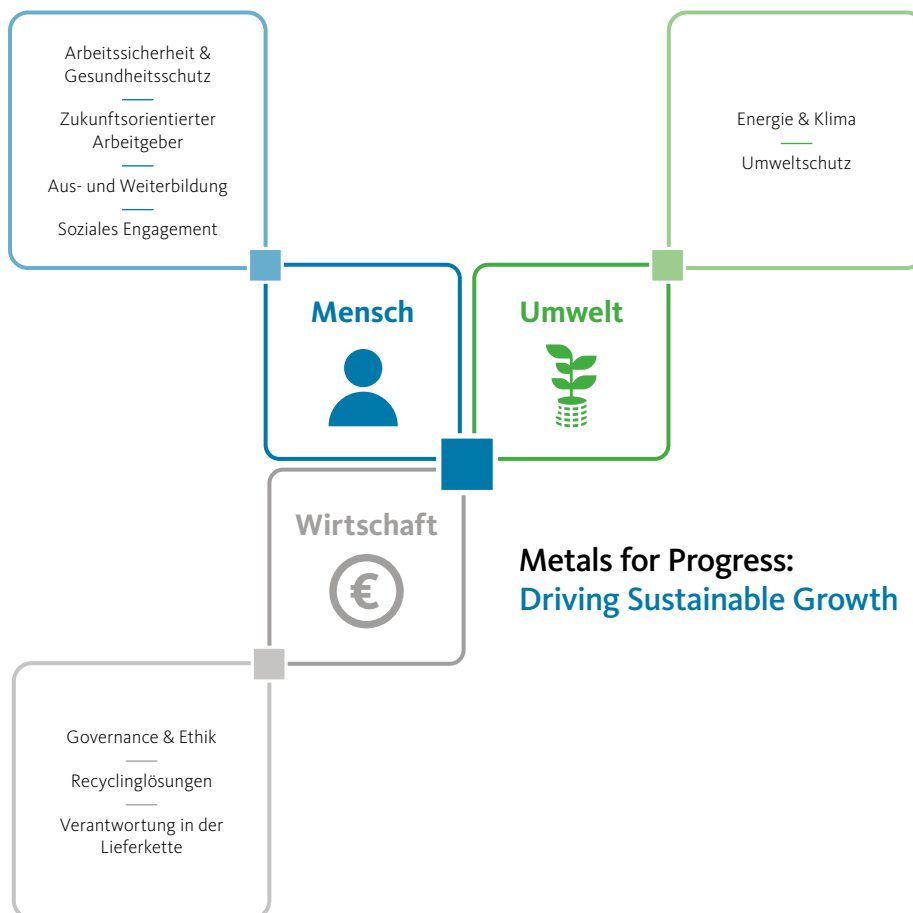 Arbeitssicherheit &
Gesundheitsschutz
Zukunftsorientierter
Arbeitgeber
Aus- und Weiterbildung
Soziales Engagement
Energie & Klima
Umweltschutz
Mensch
Umwelt
Wirtschaft
€
Metals for Progress:
Driving Sustainable Growth
Governance & Ethik
Recyclinglösungen
Verantwortung in der
Lieferkette